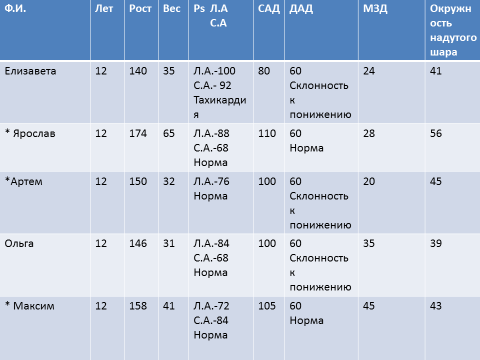 Ф.И. Лет Рост Вес Ps Л.А С.А САД ДАД МЗД Окружность надутого шара
Елизавета 12 140 35 Л.А.-100 С.А.- 92 Тахикардия 80 60 Склонность к понижению 24 41
* Ярослав 12 174 65 Л.А.-88 С.А.-68 Норма 110 60 Норма 28 56
*Артем 12 150 32 Л.А.-76 Норма 100 60 Склонность к понижению 20 45
Ольга 12 146 31 Л.А.-84 С.А.-68 Норма 100 60 Склонность к понижению 35 39
* Максим 12 158 41 Л.А.-72 С.А.-84 Норма 105 60 Норма 45 43